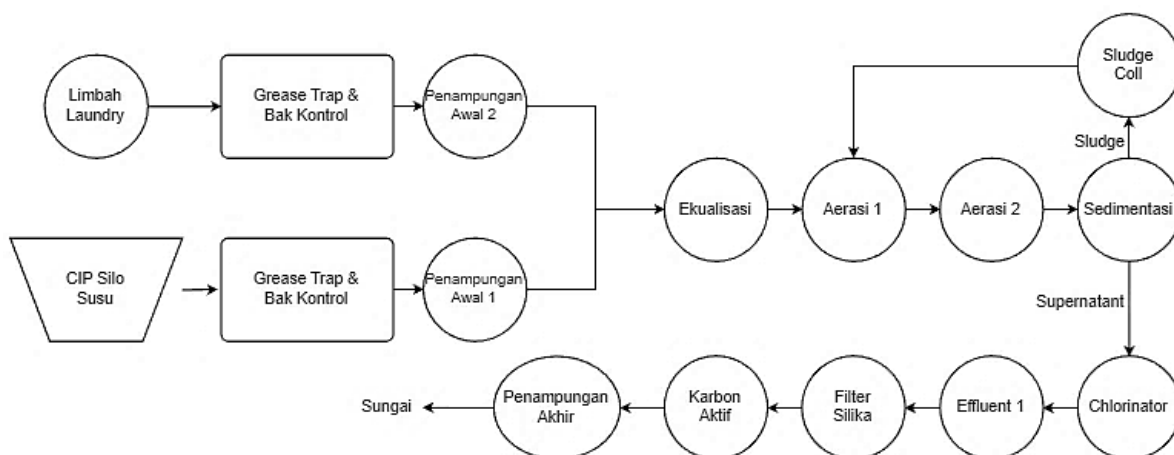 Sludge
Coll
Limbah
Laundry
Grease Trap &
Bak Kontrol
Penampungan
Awal 2
Sludge
Ekualisasi
Aerasi 1
Aerasi 2
Sedimentasi
CIP Silo
Susu
Grease Trap &
Bak Kontrol
Penampungan
Awal 1
Supernatant
Sungai
Penampungan
Akhir
Karbon
Aktif
Filter
Silika
Effluent 1
Chlorinator